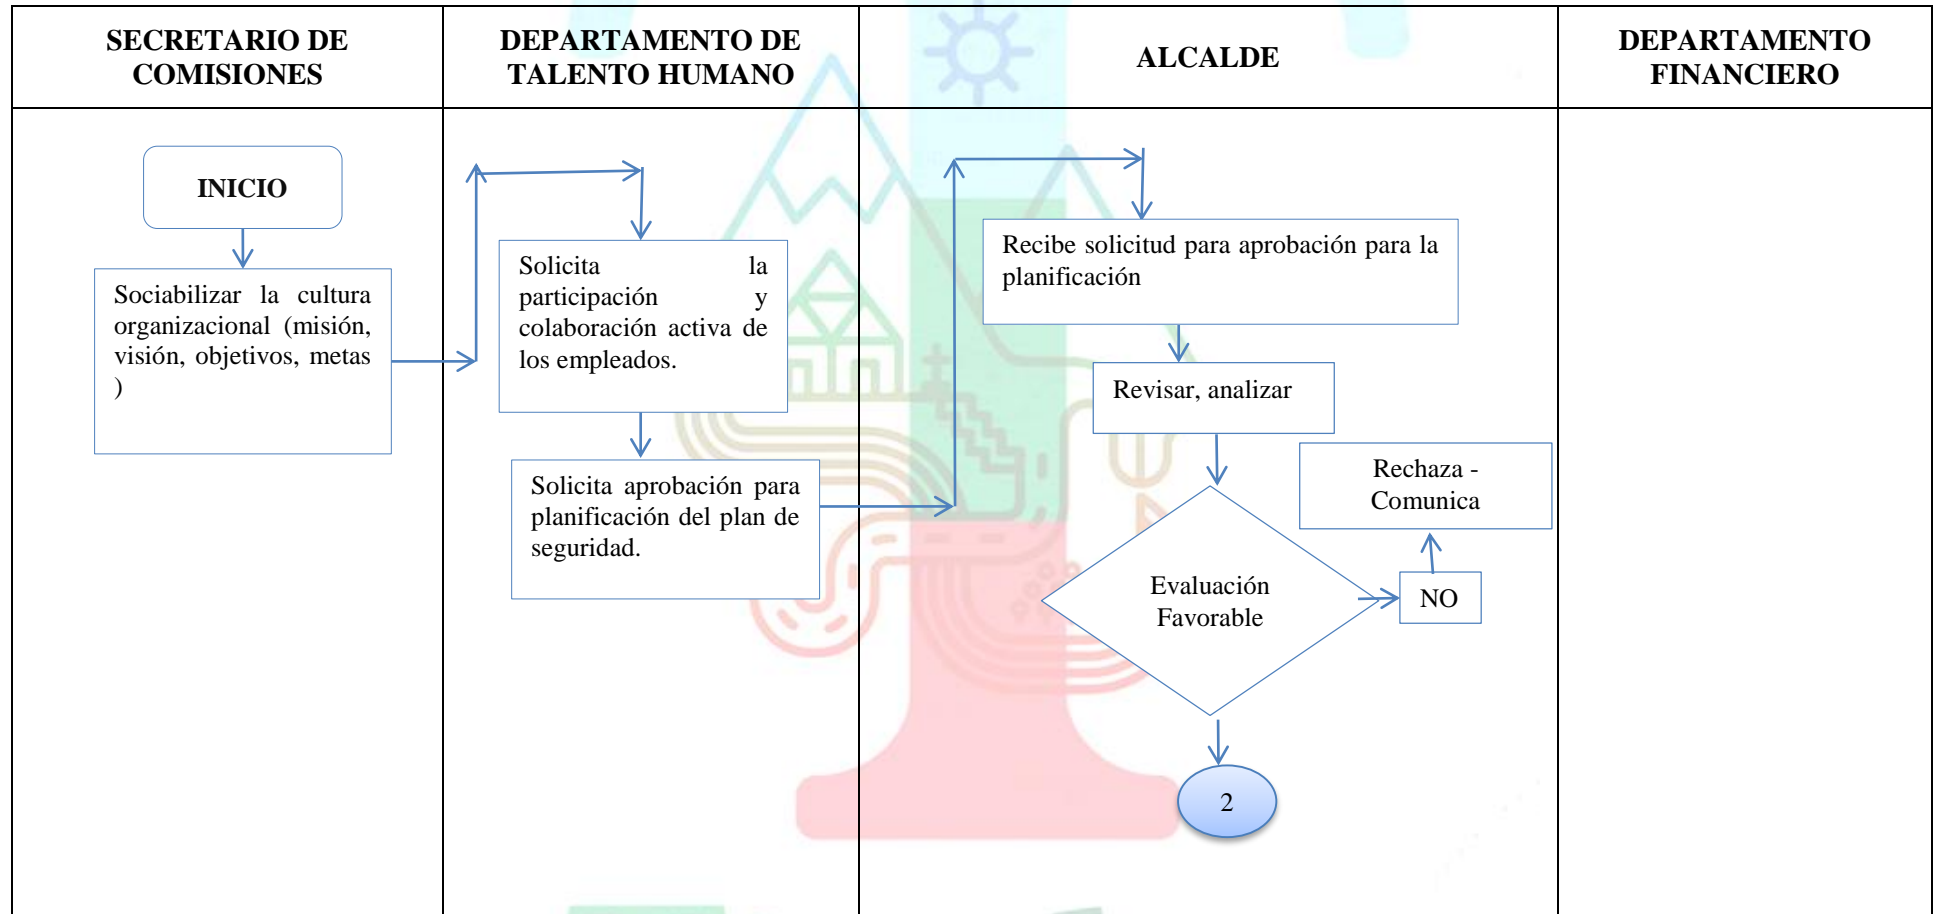 SECRETARIO DE
COMISIONES
DEPARTAMENTO DE
TALENTO HUMANO
ALCALDE
DEPARTAMENTO
FINANCIERO
INICIO
Sociabilizar la cultura
organizacional (misión,
visión, objetivos, metas
)
Solicita la
participación y
colaboración activa de
los empleados.
Solicita aprobación para
planificación del plan de
seguridad.
Recibe solicitud para aprobación para la
planificación
Revisar, analizar
Rechaza -
Comunica
Evaluación
Favorable
NO
2